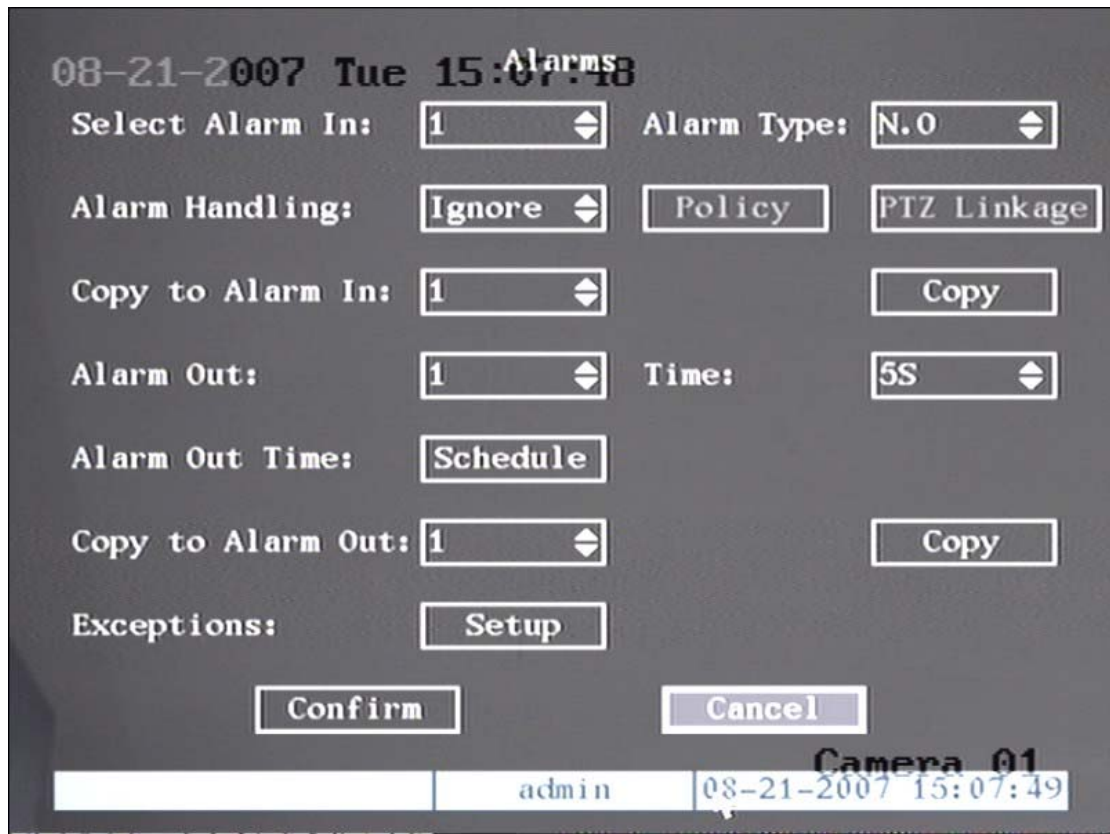 Alarms
08-21-2007 Tue 15:07:48
Select Alarm In: 1 Alarm Type: N.O
Alarm Handling: Ignore Policy PTZ Linkage
Copy to Alarm In: 1 Copy
Alarm Out: 1 Time: 5S
Alarm Out Time: Schedule
Copy to Alarm Out: 1 Copy
Exceptions: Setup
Confirm Cancel
Camera 01
admin 08-21-2007 15:07:49